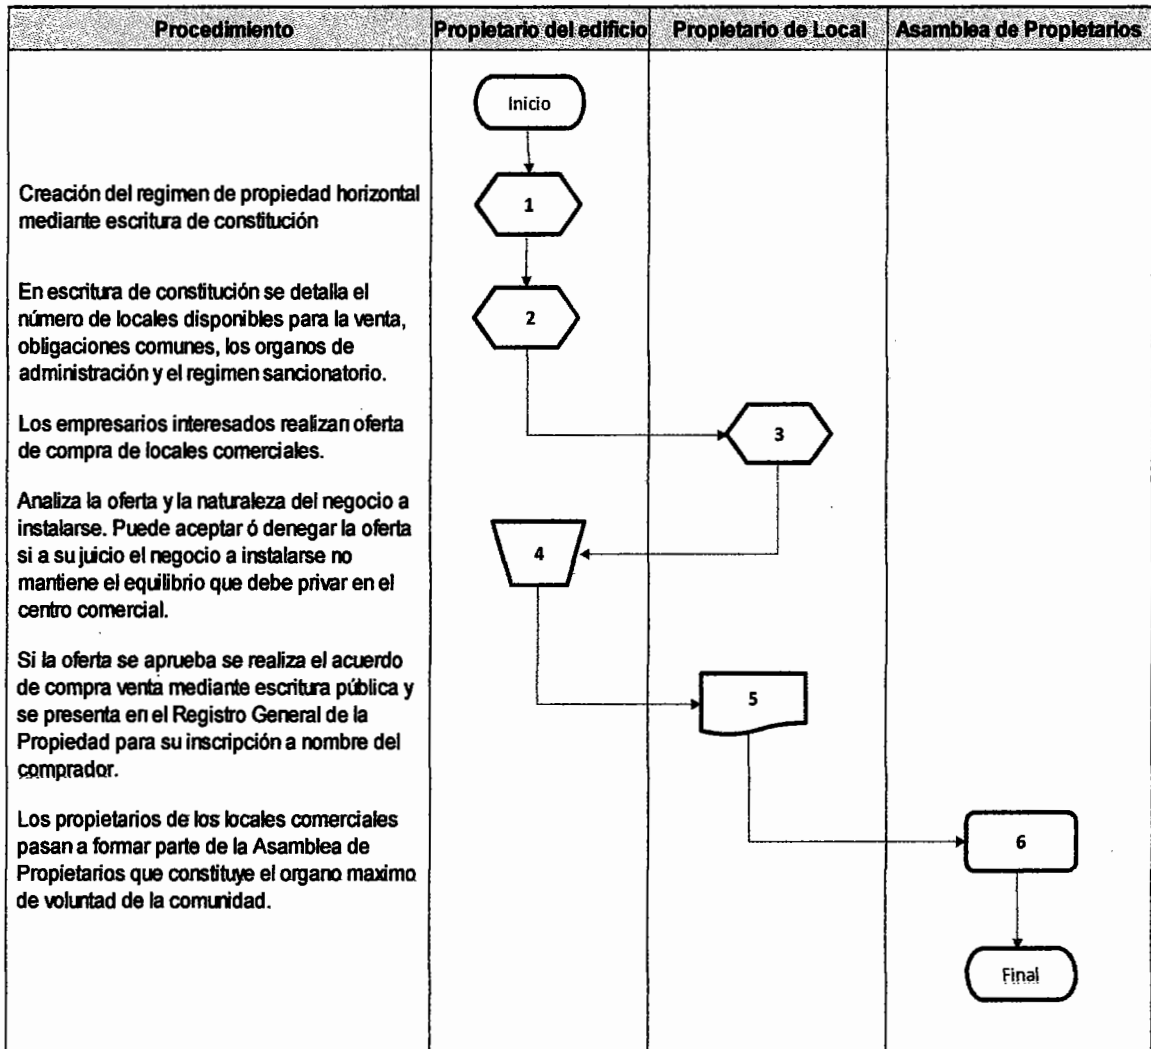 Procedimiento Propietario del edificio Propietario de Local Asamblea de Propietarios
Inicio
Creación del regimen de propiedad horizontal
mediante escritura de constitución
1
En escritura de constitución se detalla el
número de locales disponibles para la venta,
obligaciones comunes, los organos de
administración y el regimen sancionatorio.
2
Los empresarios interesados realizan oferta
de compra de locales comerciales.
3
Analiza la oferta y la naturaleza del negocio a
instalarse. Puede aceptar ó denegar la oferta
si a su juicio el negocio a instalarse no
mantiene el equilibrio que debe privar en el
centro comercial.
4
Si la oferta se aprueba se realiza el acuerdo
de compra venta mediante escritura pública y
se presenta en el Registro General de la
Propiedad para su inscripción a nombre del
comprador.
5
Los propietarios de los locales comerciales
pasan a formar parte de la Asamblea de
Propietarios que constituye el organo maximo
de voluntad de la comunidad.
6
Final